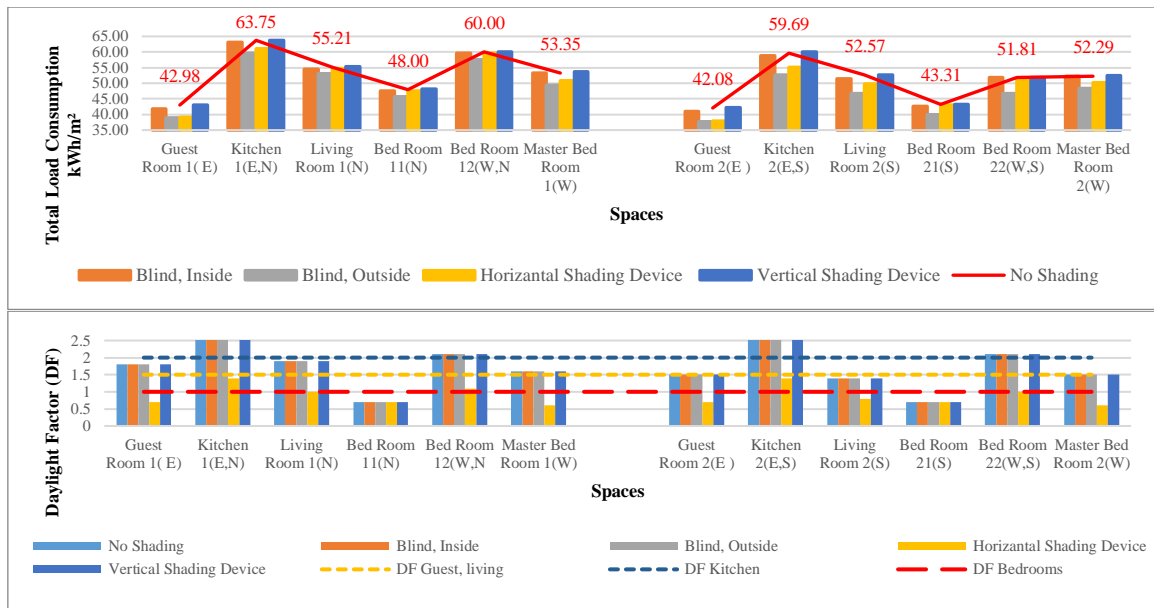 Total Load Consumption
kWh/m²
65.00
60.00
55.00
50.00
45.00
40.00
35.00
42.98
63.75
55.21
48.00
60.00
53.35
42.08
59.69
52.57
43.31
51.81
52.29
Guest
Room 1( E)
Kitchen
1(E,N)
Living
Room 1(N)
Bed Room
11(N)
Bed Room
12(W,N
Master Bed
Room
1(W)
Guest
Room 2(E )
Kitchen
2(E,S)
Living
Room 2(S)
Bed Room
21(S)
Bed Room
22(W,S)
Master Bed
Room
2(W)
Spaces
Blind, Inside
Blind, Outside
Horizantal Shading Device
Vertical Shading Device
No Shading
Daylight Factor (DF)
2.5
2
1.5
1
0.5
0
Guest
Room 1( E)
Kitchen
1(E,N)
Living
Room 1(N)
Bed Room
11(N)
Bed Room
12(W,N
Master Bed
Room 1(W)
Guest
Room 2(E )
Kitchen
2(E,S)
Living
Room 2(S)
Bed Room
21(S)
Bed Room
22(W,S)
Master Bed
Room 2(W)
Spaces
No Shading
Blind, Inside
Blind, Outside
Horizantal Shading Device
Vertical Shading Device
DF Guest, living
DF Kitchen
DF Bedrooms